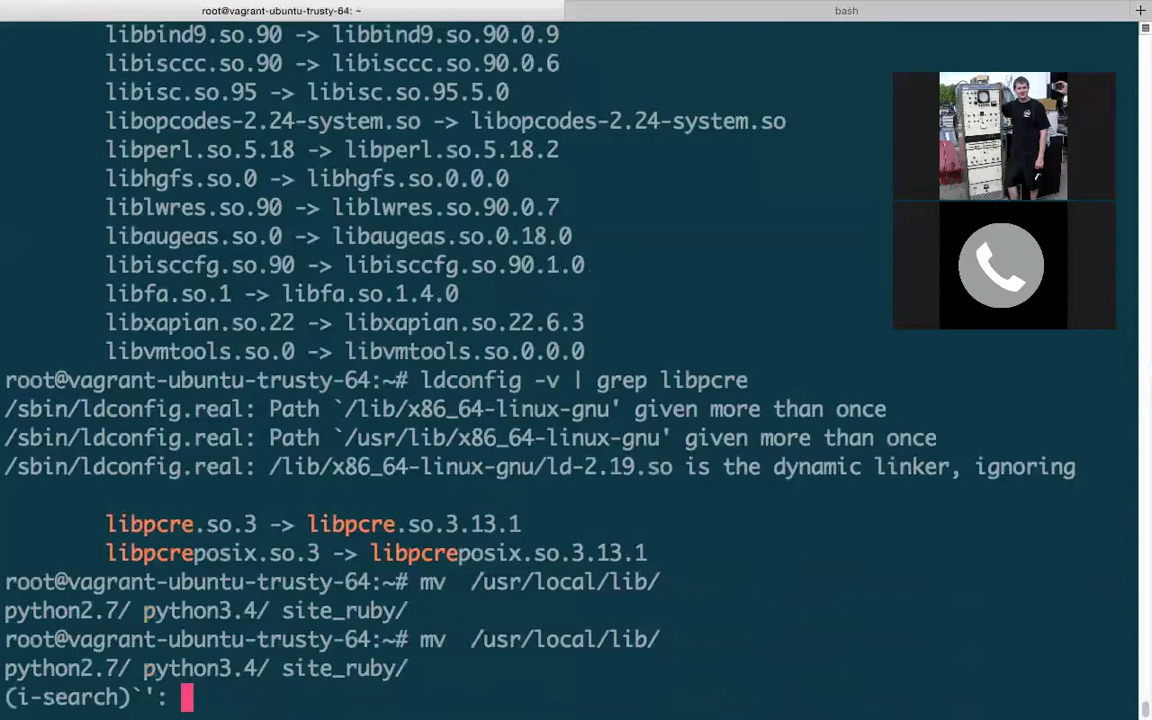 root@vagrant-ubuntu-trusty-64: ~
bash
libbind9.so.90 -> libbind9.so.90.0.9
libisccc.so.90 -> libisccc.so.90.0.6
libisc.so.95 -> libisc.so.95.5.0
libopcodes-2.24-system.so -> libopcodes-2.24-system.so
libperl.so.5.18 -> libperl.so.5.18.2
libhgfs.so.0 -> libhgfs.so.0.0.0
liblwres.so.90 -> liblwres.so.90.0.7
libaugeas.so.0 -> libaugeas.so.0.18.0
libisccfg.so.90 -> libisccfg.so.90.1.0
libfa.so.1 -> libfa.so.1.4.0
libxapian.so.22 -> libxapian.so.22.6.3
libvmtools.so.0 -> libvmtools.so.0.0.0
root@vagrant-ubuntu-trusty-64:~# ldconfig -v | grep libpcre
/sbin/ldconfig.real: Path `/lib/x86_64-linux-gnu' given more than once
/sbin/ldconfig.real: Path `/usr/lib/x86_64-linux-gnu' given more than once
/sbin/ldconfig.real: /lib/x86_64-linux-gnu/ld-2.19.so is the dynamic linker, ignoring
libpcre.so.3 -> libpcre.so.3.13.1
libpcreposix.so.3 -> libpcreposix.so.3.13.1
root@vagrant-ubuntu-trusty-64:~# mv  /usr/local/lib/
python2.7/ python3.4/ site_ruby/
root@vagrant-ubuntu-trusty-64:~# mv  /usr/local/lib/
python2.7/ python3.4/ site_ruby/
(i-search)`':